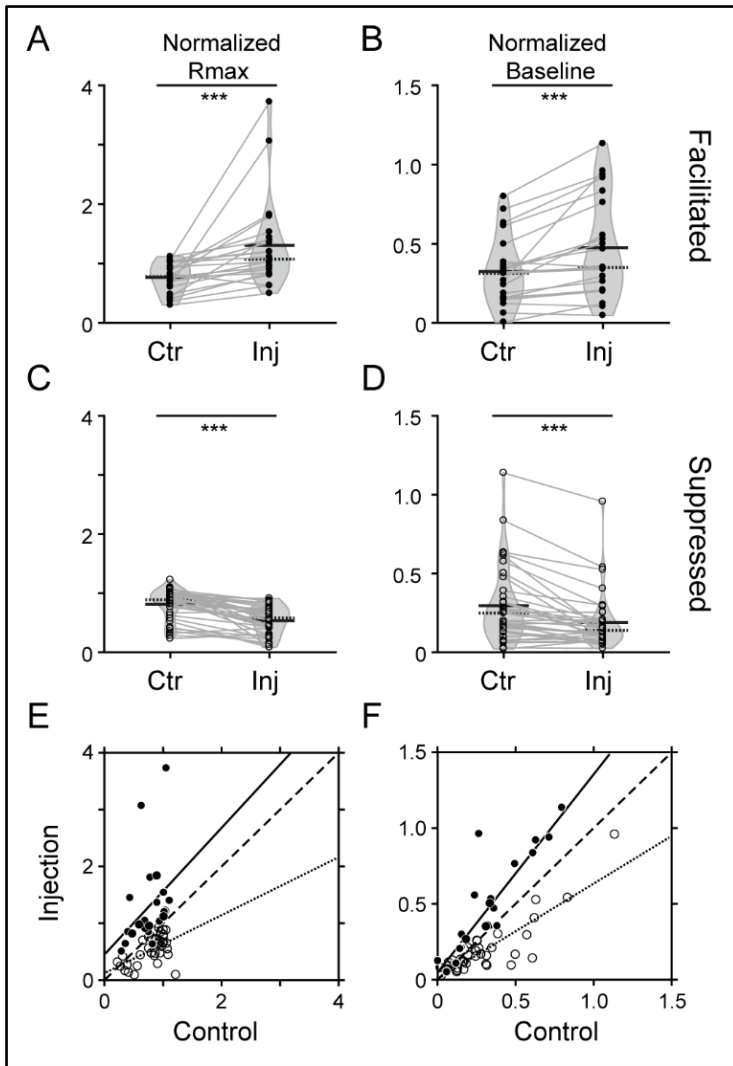 A
Normalized
Rmax
B
Normalized
Baseline
***
***
4
2
1
0
1.5
1.0
0.5
0
Ctr
Inj
Ctr
Inj
Facilitated
C
D
***
***
4
2
1
0
1.5
1.0
0.5
0
Ctr
Inj
Ctr
Inj
Suppressed
E
F
Injection
4
2
1
0
0
2
4
1.5
1.0
0.5
0
0
0.5
1.0
1.5
Control
Control